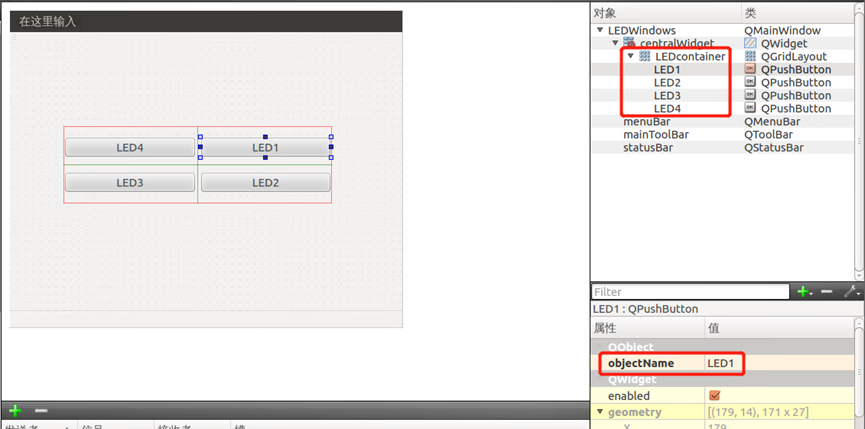 在这里输入
LED4 LED1
LED3 LED2
对象 类
LEDWindows QMainWindow
centralWidget QWidget
LEDcontainer QGridLayout
LED1 QPushButton
LED2 QPushButton
LED3 QPushButton
LED4 QPushButton
menuBar QMenuBar
mainToolBar QToolBar
statusBar QStatusBar
Filter
LED1 : QPushButton
属性 值
QObject
objectName LED1
QWidget
enabled
geometry [(179, 14), 171 x 27]
X 179
发送者 信号 接收者 槽